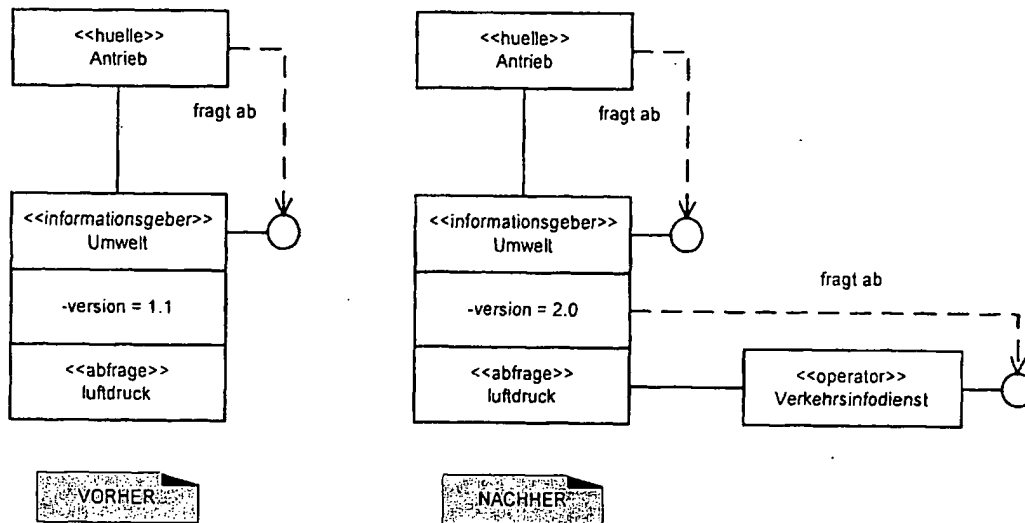 <<huelle>>
Antrieb
fragt ab
<<informationsgeber>>
Umwelt
-version = 1.1
<<abfrage>>
luftdruck
VORHER
<<huelle>>
Antrieb
fragt ab
<<informationsgeber>>
Umwelt
-version = 2.0
<<abfrage>>
luftdruck
fragt ab
<<operator>>
Verkehrsinfodienst
NACHHER